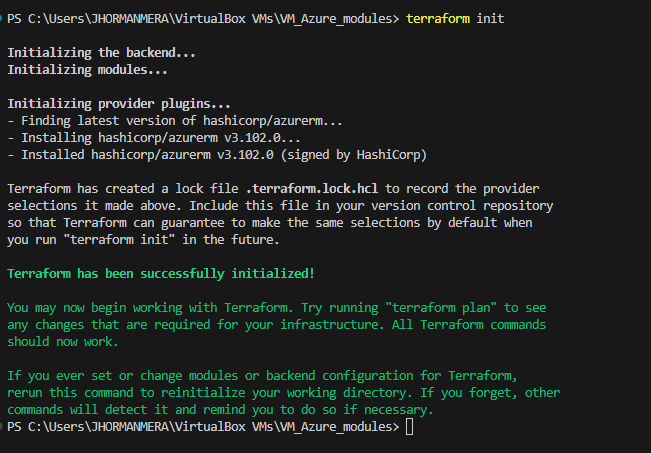 PS C:\Users\JHORMANMERA\VirtualBox VMs\VM_Azure_modules> terraform init
Initializing the backend...
Initializing modules...
Initializing provider plugins...
- Finding latest version of hashicorp/azurerm...
- Installing hashicorp/azurerm v3.102.0...
- Installed hashicorp/azurerm v3.102.0 (signed by HashiCorp)
Terraform has created a lock file .terraform.lock.hcl to record the provider
selections it made above. Include this file in your version control repository
so that Terraform can guarantee to make the same selections by default when
you run "terraform init" in the future.
Terraform has been successfully initialized!
You may now begin working with Terraform. Try running "terraform plan" to see
any changes that are required for your infrastructure. All Terraform commands
should now work.
If you ever set or change modules or backend configuration for Terraform,
rerun this command to reinitialize your working directory. If you forget, other
commands will detect it and remind you to do so if necessary.
PS C:\Users\JHORMANMERA\VirtualBox VMs\VM_Azure_modules>